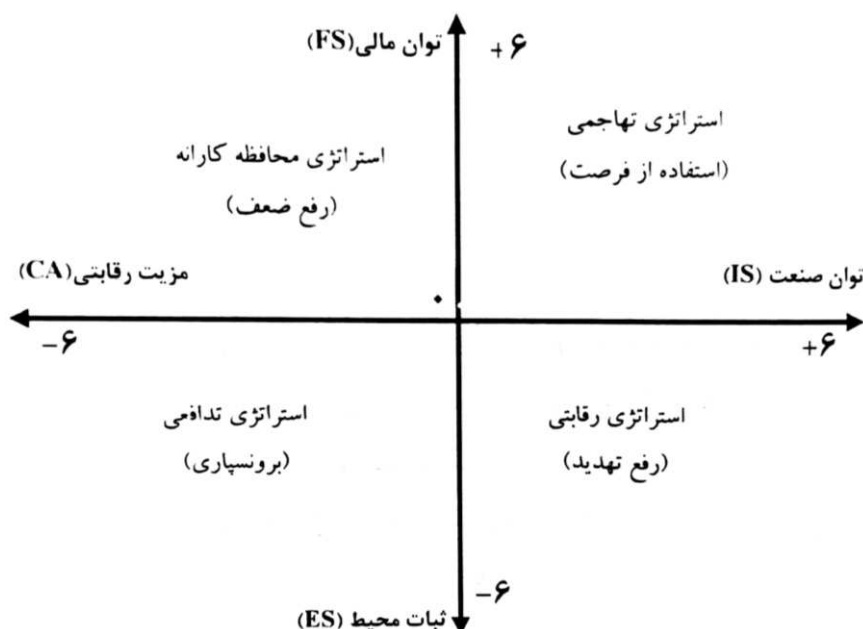 توان مالی(FS)
+۶
استراتژی تهاجمی
(استفاده از فرصت)
استراتژی محافظه کارانه
(رفع ضعف)
توان صنعت (IS)
مزیت رقابتی(CA)
+۶
-۶
استراتژی رقابتی
(رفع تهدید)
استراتژی تدافعی
(برونسپاری)
-۶
ثبات محیط (ES)